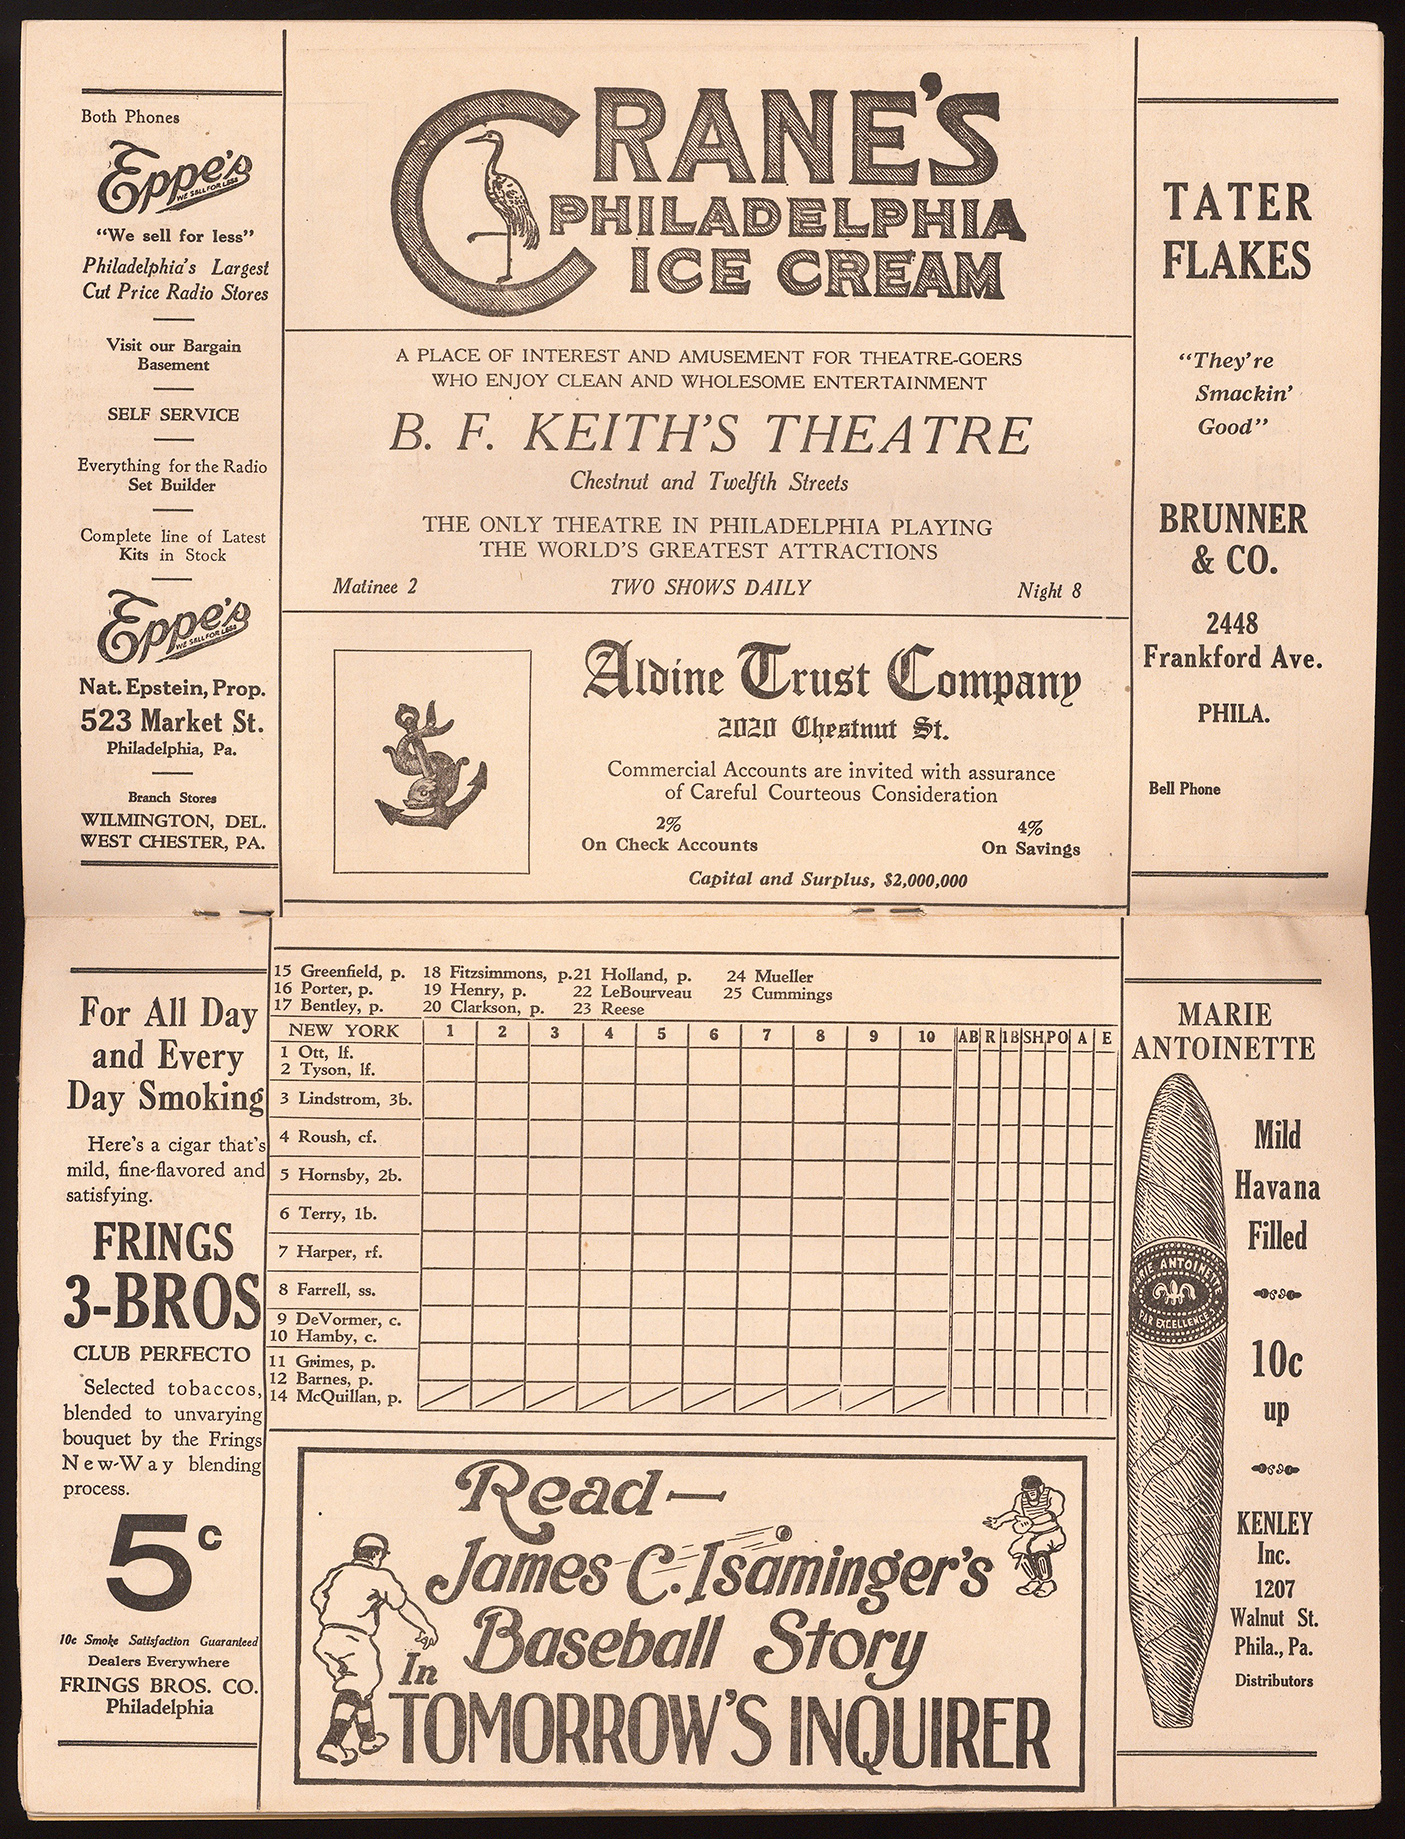 Both Phones
Eppe's
WE SELL FOR LESS
"We sell for less"
Philadelphia's Largest
Cut Price Radio Stores
Visit our Bargain
Basement
SELF SERVICE
Everything for the Radio
Set Builder
Complete line of Latest
Kits in Stock
Eppe's
WE SELL FOR LESS
Nat. Epstein, Prop.
523 Market St.
Philadelphia, Pa.
Branch Stores
WILMINGTON, DEL.
WEST CHESTER, PA.
CRANE'S
PHILADELPHIA
ICE CREAM
A PLACE OF INTEREST AND AMUSEMENT FOR THEATRE-GOERS
WHO ENJOY CLEAN AND WHOLESOME ENTERTAINMENT
B. F. KEITH'S THEATRE
Chestnut and Twelfth Streets
THE ONLY THEATRE IN PHILADELPHIA PLAYING
THE WORLD'S GREATEST ATTRACTIONS
Matinee 2 TWO SHOWS DAILY Night 8
Aldine Trust Company
2020 Chestnut St.
Commercial Accounts are invited with assurance
of Careful Courteous Consideration
2% 4%
On Check Accounts On Savings
Capital and Surplus, $2,000,000
TATER
FLAKES
"They're
Smackin'
Good"
BRUNNER
& CO.
2448
Frankford Ave.
PHILA.
Bell Phone
For All Day
and Every
Day Smoking
Here's a cigar that's
mild, fine-flavored and
satisfying.
FRINGS
3-BROS
CLUB PERFECTO
Selected tobaccos,
blended to unvarying
bouquet by the Frings
New-Way blending
process.
5c
10c Smoke Satisfaction Guaranteed
Dealers Everywhere
FRINGS BROS. CO.
Philadelphia
15 Greenfield, p. 18 Fitzsimmons, p. 21 Holland, p. 24 Mueller
16 Porter, p. 19 Henry, p. 22 LeBourveau 25 Cummings
17 Bentley, p. 20 Clarkson, p. 23 Reese
NEW YORK 1 2 3 4 5 6 7 8 9 10 AB R 1B SH PO A E
1 Ott, lf.
2 Tyson, lf.
3 Lindstrom, 3b.
4 Roush, cf.
5 Hornsby, 2b.
6 Terry, 1b.
7 Harper, rf.
8 Farrell, ss.
9 DeVormer, c.
10 Hamby, c.
11 Grimes, p.
12 Barnes, p.
14 McQuillan, p.
Read—
James C. Isaminger's
Baseball Story
In
TOMORROW'S INQUIRER
MARIE
ANTOINETTE
MARIE ANTOINETTE
PAR EXCELLENCE
Mild
Havana
Filled
10c
up
KENLEY
Inc.
1207
Walnut St.
Phila., Pa.
Distributors